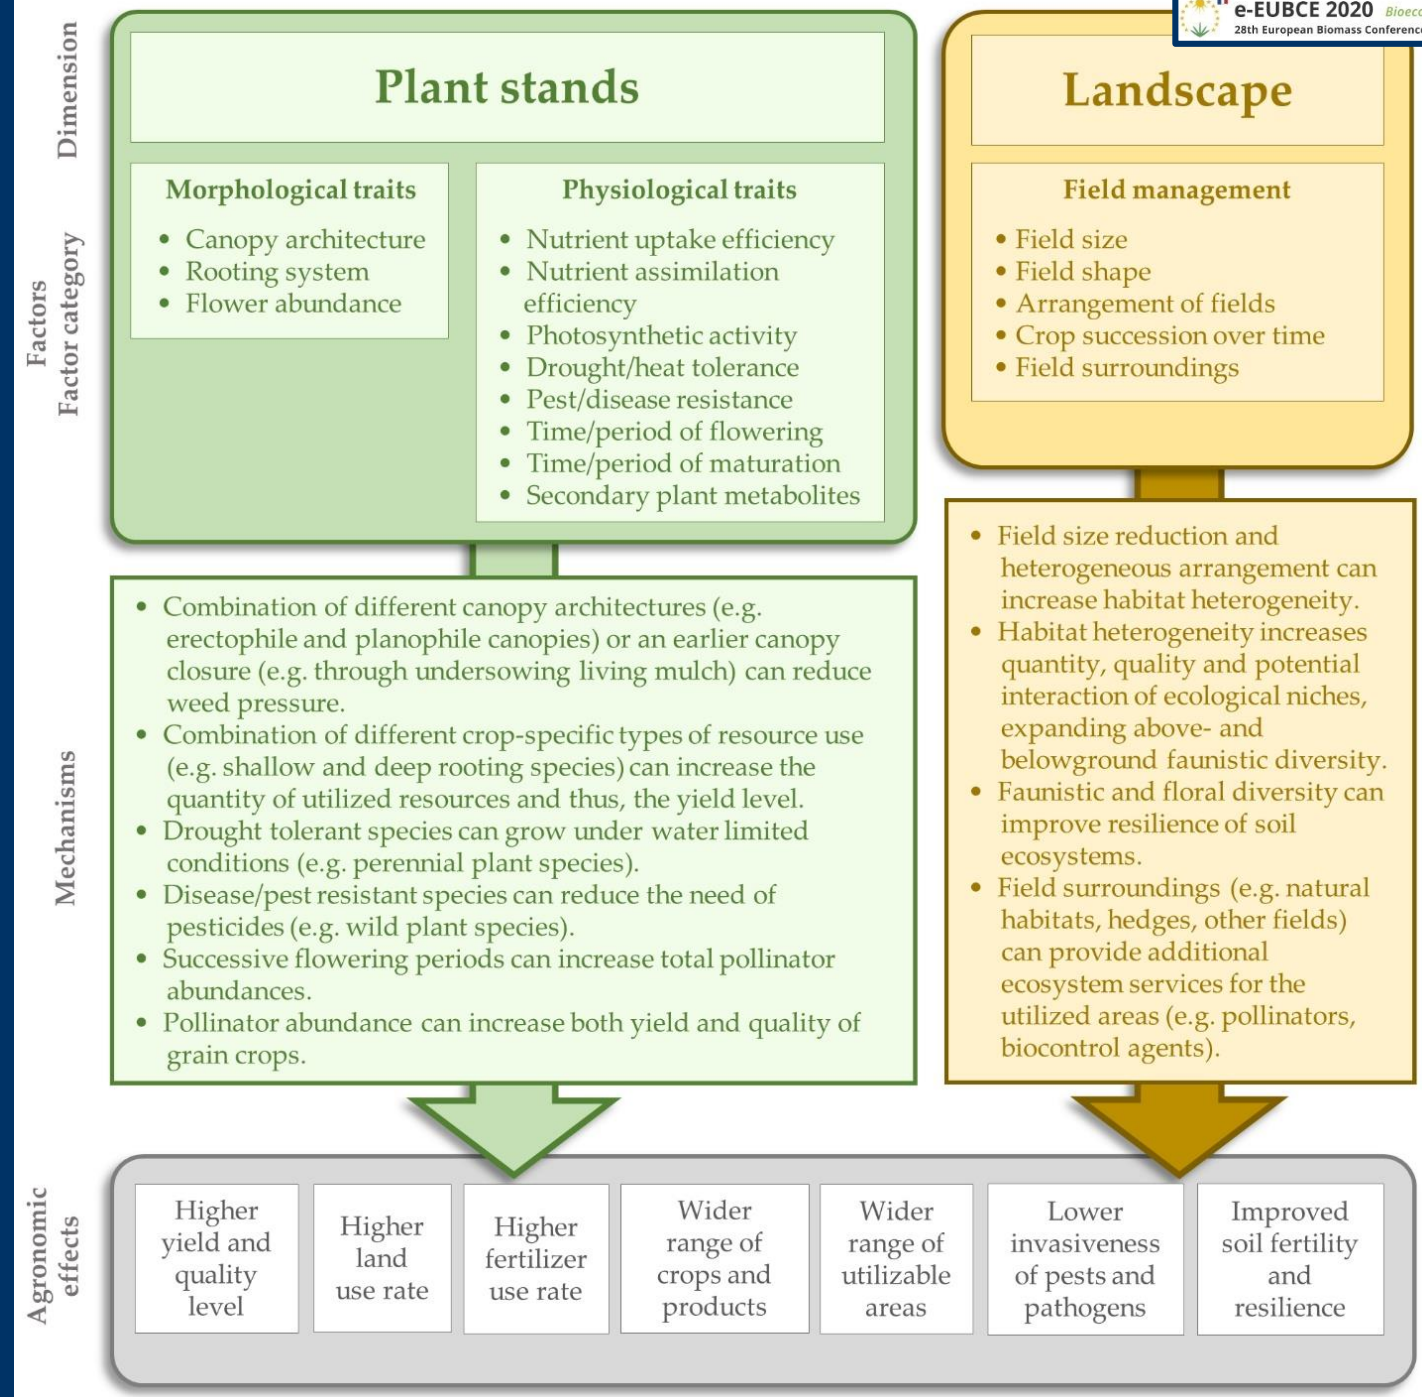 e-EUBCE 2020
28th European Biomass Conference
Dimension
Plant stands
Landscape
Factors
Factor category
Morphological traits
• Canopy architecture
• Rooting system
• Flower abundance
Physiological traits
• Nutrient uptake efficiency
• Nutrient assimilation
efficiency
• Photosynthetic activity
• Drought/heat tolerance
• Pest/disease resistance
• Time/period of flowering
• Time/period of maturation
• Secondary plant metabolites
Field management
• Field size
• Field shape
• Arrangement of fields
• Crop succession over time
• Field surroundings
Mechanisms
• Combination of different canopy architectures (e.g.
erectophile and planophile canopies) or an earlier canopy
closure (e.g. through undersowing living mulch) can reduce
weed pressure.
• Combination of different crop-specific types of resource use
(e.g. shallow and deep rooting species) can increase the
quantity of utilized resources and thus, the yield level.
• Drought tolerant species can grow under water limited
conditions (e.g. perennial plant species).
• Disease/pest resistant species can reduce the need of
pesticides (e.g. wild plant species).
• Successive flowering periods can increase total pollinator
abundances.
• Pollinator abundance can increase both yield and quality of
grain crops.
• Field size reduction and
heterogeneous arrangement can
increase habitat heterogeneity.
• Habitat heterogeneity increases
quantity, quality and potential
interaction of ecological niches,
expanding above- and
belowground faunistic diversity.
• Faunistic and floral diversity can
improve resilience of soil
ecosystems.
• Field surroundings (e.g. natural
habitats, hedges, other fields)
can provide additional
ecosystem services for the
utilized areas (e.g. pollinators,
biocontrol agents).
Agronomic
effects
Higher
yield and
quality
level
Higher
land
use rate
Higher
fertilizer
use rate
Wider
range of
crops and
products
Wider
range of
utilizable
areas
Lower
invasiveness
of pests and
pathogens
Improved
soil fertility
and
resilience